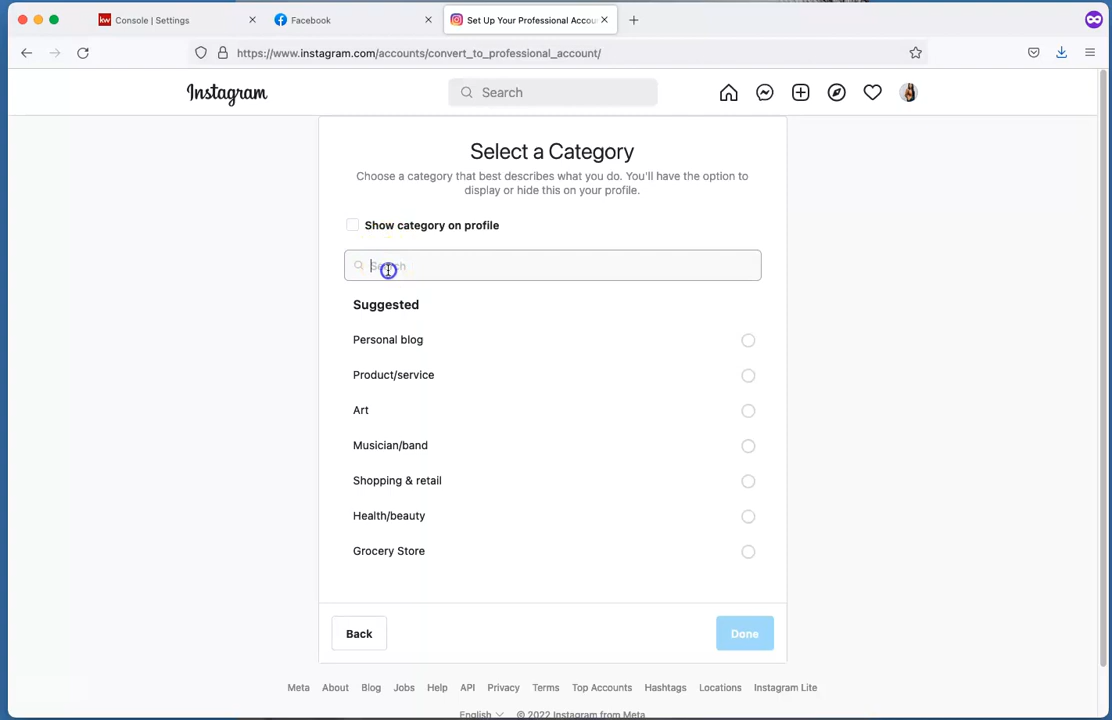 Console | Settings
Facebook
Set Up Your Professional Accou
https://www.instagram.com/accounts/convert_to_professional_account/
Instagram
Search
Select a Category
Choose a category that best describes what you do. You'll have the option to
display or hide this on your profile.
Show category on profile
Search
Suggested
Personal blog
Product/service
Art
Musician/band
Shopping & retail
Health/beauty
Grocery Store
Back
Done
Meta About Blog Jobs Help API Privacy Terms Top Accounts Hashtags Locations Instagram Lite
English © 2022 Instagram from Meta